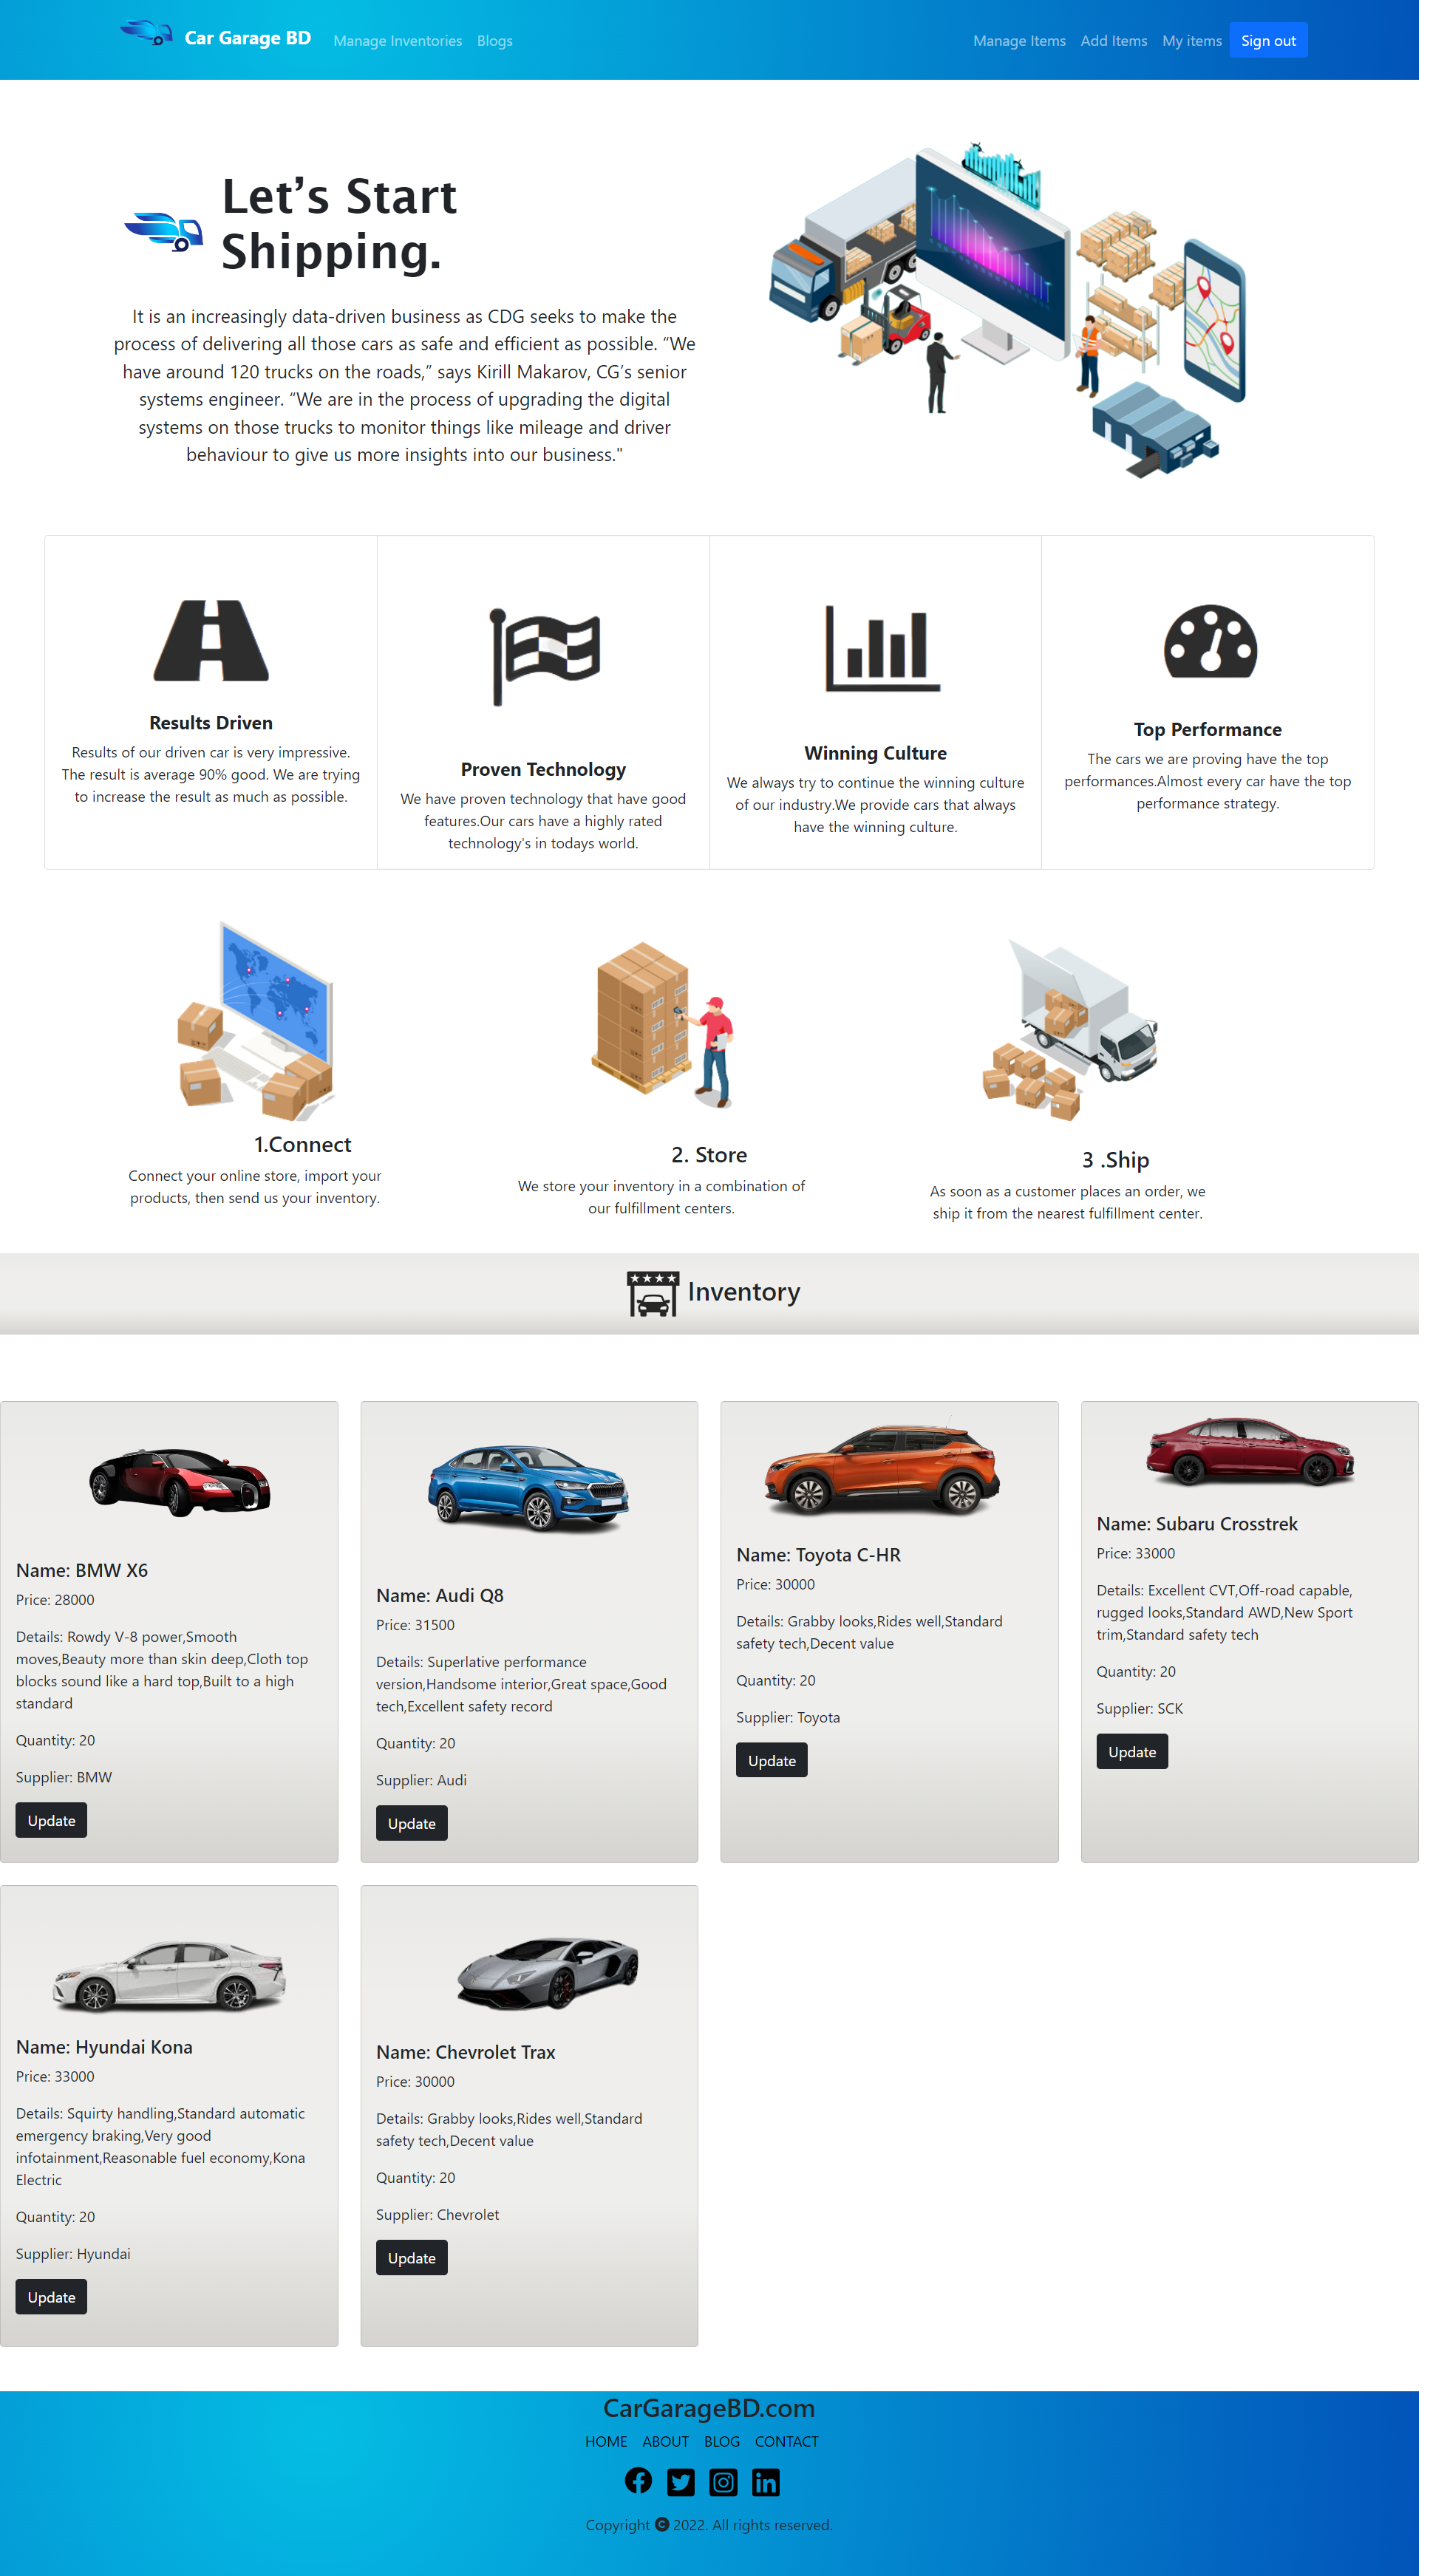 Car Garage BD
Manage Inventories
Blogs
Manage Items
Add Items
My items
Sign out
Let’s Start
Shipping.
It is an increasingly data-driven business as CDG seeks to make the
process of delivering all those cars as safe and efficient as possible. “We
have around 120 trucks on the roads,” says Kirill Makarov, CG’s senior
systems engineer. “We are in the process of upgrading the digital
systems on those trucks to monitor things like mileage and driver
behaviour to give us more insights into our business."
Results Driven
Results of our driven car is very impressive.
The result is average 90% good. We are trying
to increase the result as much as possible.
Proven Technology
We have proven technology that have good
features.Our cars have a highly rated
technology's in todays world.
Winning Culture
We always try to continue the winning culture
of our industry.We provide cars that always
have the winning culture.
Top Performance
The cars we are proving have the top
performances.Almost every car have the top
performance strategy.
1.Connect
Connect your online store, import your
products, then send us your inventory.
2. Store
We store your inventory in a combination of
our fulfillment centers.
3 .Ship
As soon as a customer places an order, we
ship it from the nearest fulfillment center.
Inventory
Name: BMW X6
Price: 28000
Details: Rowdy V-8 power,Smooth
moves,Beauty more than skin deep,Cloth top
blocks sound like a hard top,Built to a high
standard
Quantity: 20
Supplier: BMW
Update
Name: Audi Q8
Price: 31500
Details: Superlative performance
version,Handsome interior,Great space,Good
tech,Excellent safety record
Quantity: 20
Supplier: Audi
Update
Name: Toyota C-HR
Price: 30000
Details: Grabby looks,Rides well,Standard
safety tech,Decent value
Quantity: 20
Supplier: Toyota
Update
Name: Subaru Crosstrek
Price: 33000
Details: Excellent CVT,Off-road capable,
rugged looks,Standard AWD,New Sport
trim,Standard safety tech
Quantity: 20
Supplier: SCK
Update
Name: Hyundai Kona
Price: 33000
Details: Squirty handling,Standard automatic
emergency braking,Very good
infotainment,Reasonable fuel economy,Kona
Electric
Quantity: 20
Supplier: Hyundai
Update
Name: Chevrolet Trax
Price: 30000
Details: Grabby looks,Rides well,Standard
safety tech,Decent value
Quantity: 20
Supplier: Chevrolet
Update
CarGarageBD.com
HOME
ABOUT
BLOG
CONTACT
Copyright © 2022. All rights reserved.